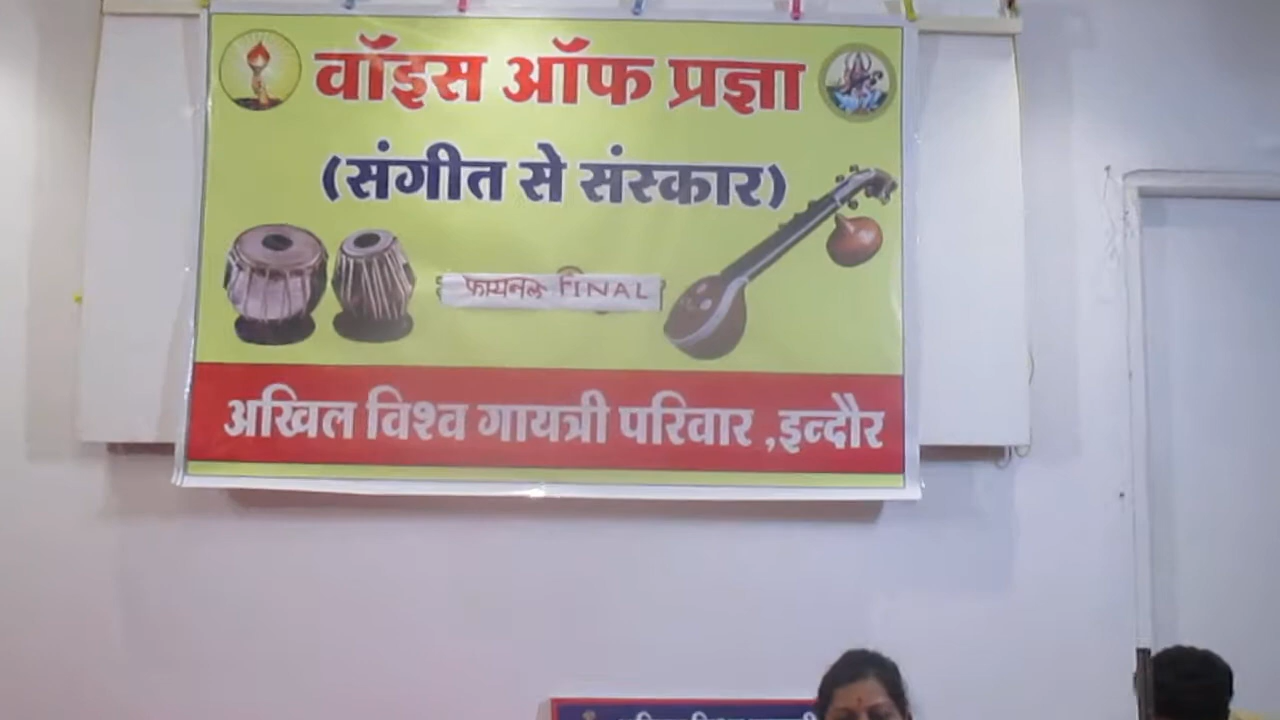 वॉइस ऑफ प्रज्ञा
(संगीत से संस्कार)
फायनल FINAL
अखिल विश्व गायत्री परिवार ,इन्दौर